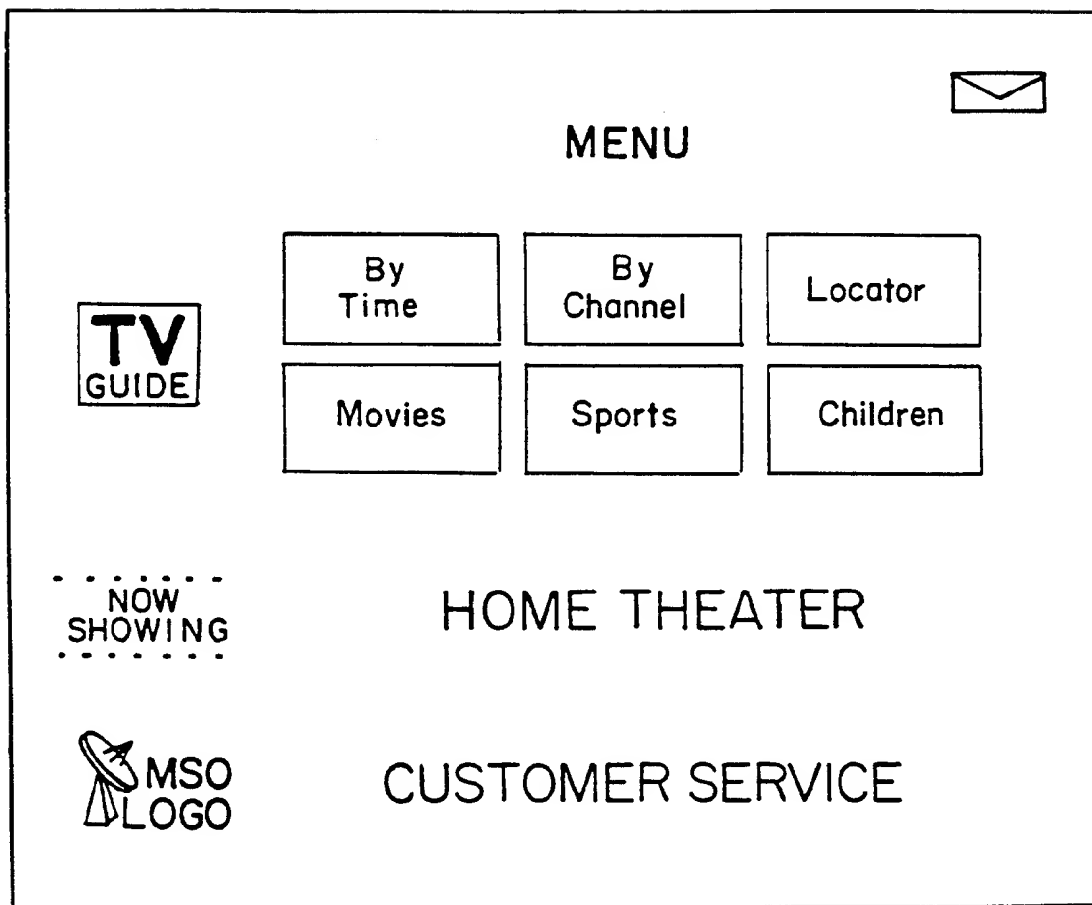 MENU
By
Time
By
Channel
Locator
TV
GUIDE
Movies
Sports
Children
NOW
SHOWING
HOME THEATER
MSO
LOGO
CUSTOMER SERVICE